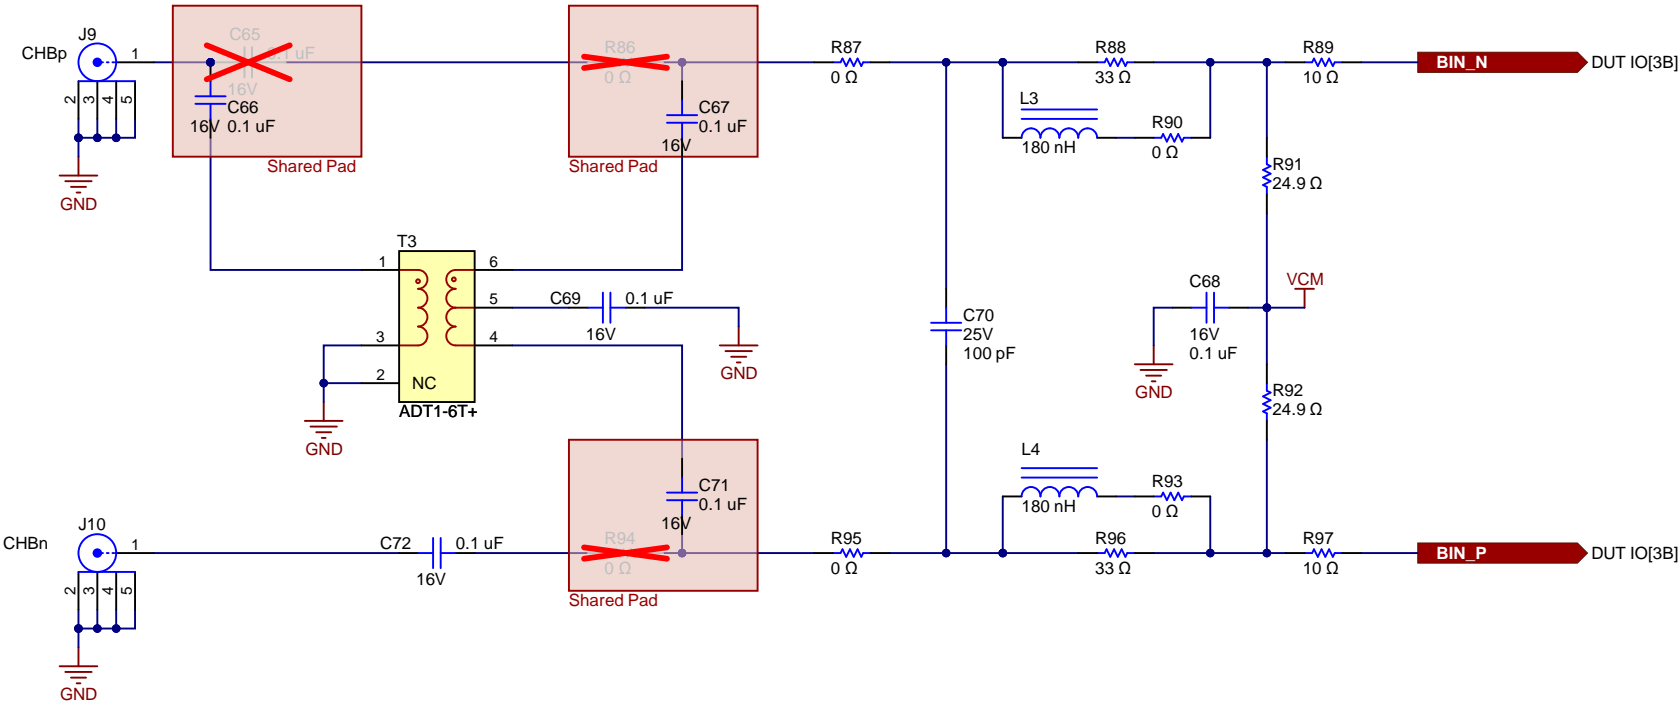 CHBp
J9
1
2
3
4
5
GND
C65
0.1 uF
16V
C66
16V 0.1 uF
Shared Pad
R86
0 Ω
C67
0.1 uF
16V
Shared Pad
R87
0 Ω
R88
33 Ω
L3
180 nH
R90
0 Ω
R89
10 Ω
BIN_N
DUT IO[3B]
R91
24.9 Ω
T3
1
3
2
NC
6
5
4
ADT1-6T+
GND
C69
0.1 uF
16V
GND
C70
25V
100 pF
C68
16V
0.1 uF
GND
VCM
R92
24.9 Ω
CHBn
J10
1
2
3
4
5
GND
C72
0.1 uF
16V
C71
0.1 uF
16V
R94
0 Ω
Shared Pad
R95
0 Ω
L4
180 nH
R93
0 Ω
R96
33 Ω
R97
10 Ω
BIN_P
DUT IO[3B]